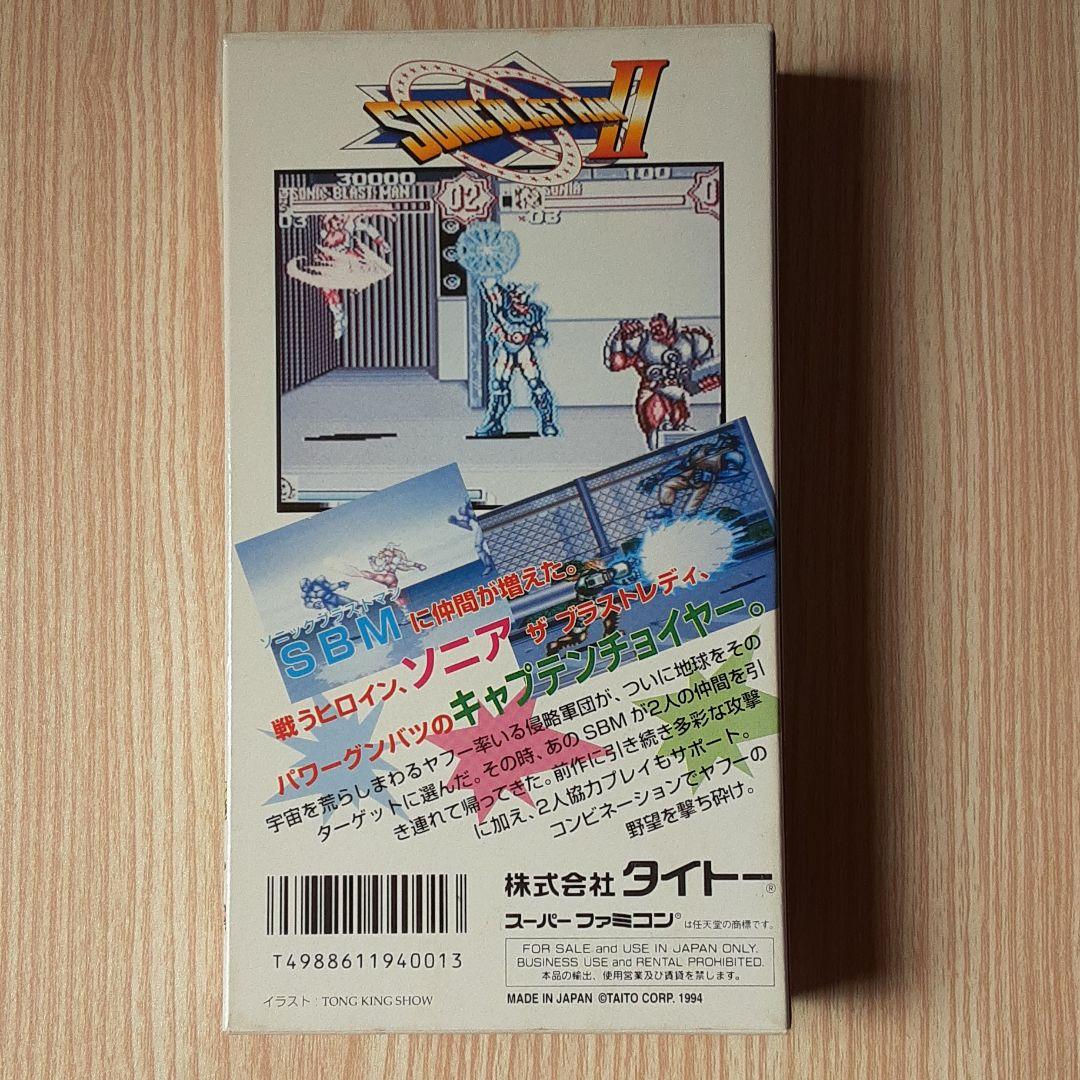 SONIC BLAST MAN II
30000
100
SONIC BLAST MAN
02
SONIA
03
×03
ソニックブラストマン
SBMに仲間が増えた。
戦うヒロイン、ソニア ザ ブラストレディ、
パワーグンバツのキャプテンチョイヤー。
宇宙を荒らしまわるヤフー率いる侵略軍団が、ついに地球をその
ターゲットに選んだ。その時、あのSBMが2人の仲間を引
き連れて帰ってきた。前作に引き続き多彩な攻撃
に加え、2人協力プレイもサポート。
コンビネーションでヤフーの
野望を撃ち砕け。
株式会社 タイトー®
スーパーファミコン®は任天堂の商標です。
FOR SALE and USE IN JAPAN ONLY.
BUSINESS USE and RENTAL PROHIBITED.
本品の輸出、使用営業及び賃貸を禁じます。
T4988611940013
イラスト：TONG KING SHOW
MADE IN JAPAN ©TAITO CORP. 1994